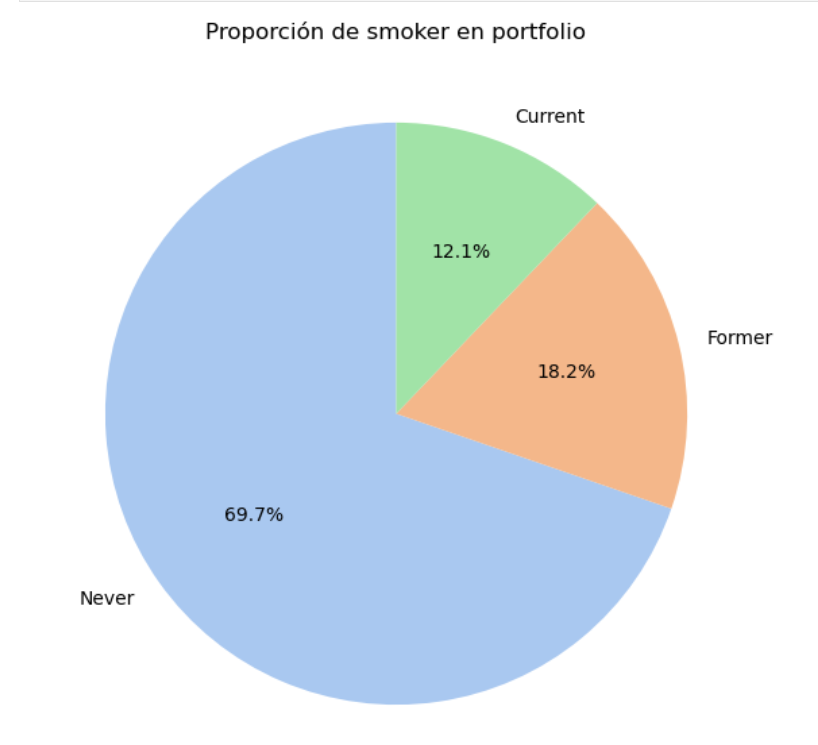 Proporción de smoker en portfolio
Current
12.1%
Former
18.2%
69.7%
Never